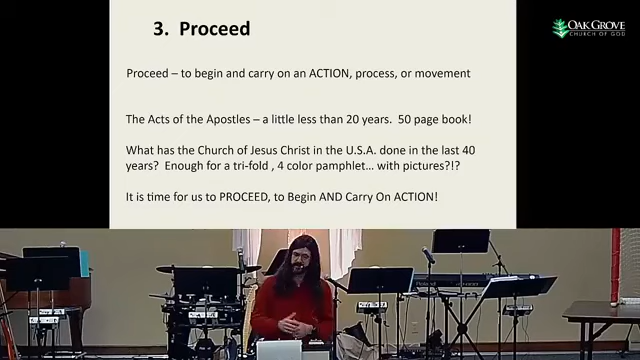 3. Proceed
OAK GROVE
CHURCH OF GOD
Proceed – to begin and carry on an ACTION, process, or movement
The Acts of the Apostles – a little less than 20 years. 50 page book!
What has the Church of Jesus Christ in the U.S.A. done in the last 40
years? Enough for a tri-fold , 4 color pamphlet... with pictures?!?
It is time for us to PROCEED, to Begin AND Carry On ACTION!